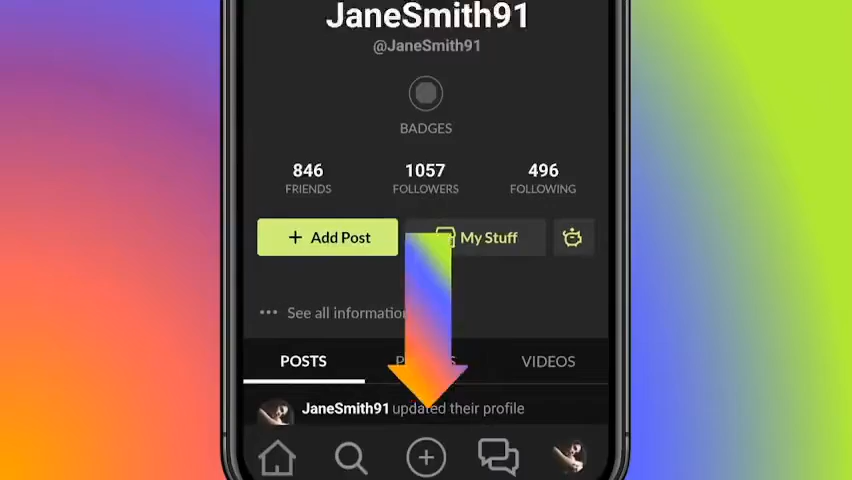 JaneSmith91
@JaneSmith91
BADGES
846 1057 496
FRIENDS FOLLOWERS FOLLOWING
+ Add Post My Stuff
••• See all information
POSTS VIDEOS
JaneSmith91 updated their profile